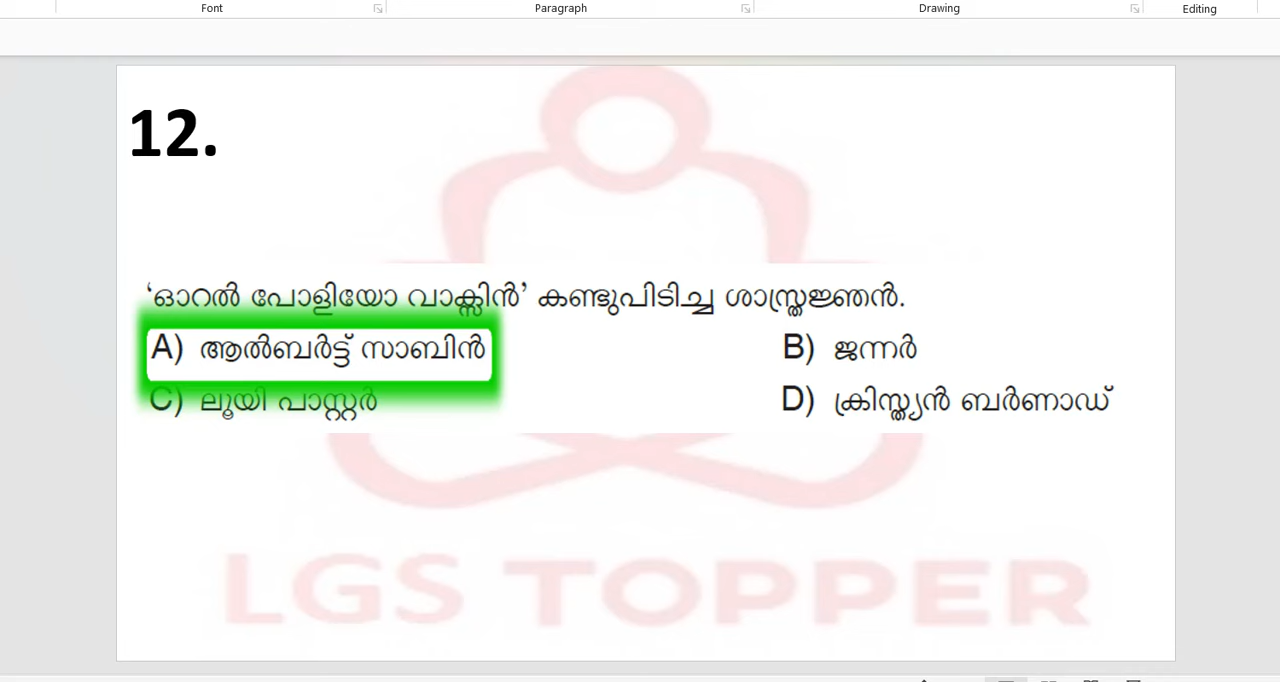 Font Paragraph Drawing Editing
12.
‘ഓറൽ പോളിയോ വാക്സിൻ’ കണ്ടുപിടിച്ച ശാസ്ത്രജ്ഞൻ.
A) ആൽബർട്ട് സാബിൻ B) ജന്നർ
C) ലൂയി പാസ്റ്റർ D) ക്രിസ്ത്യൻ ബർണാഡ്
LGS TOPPER